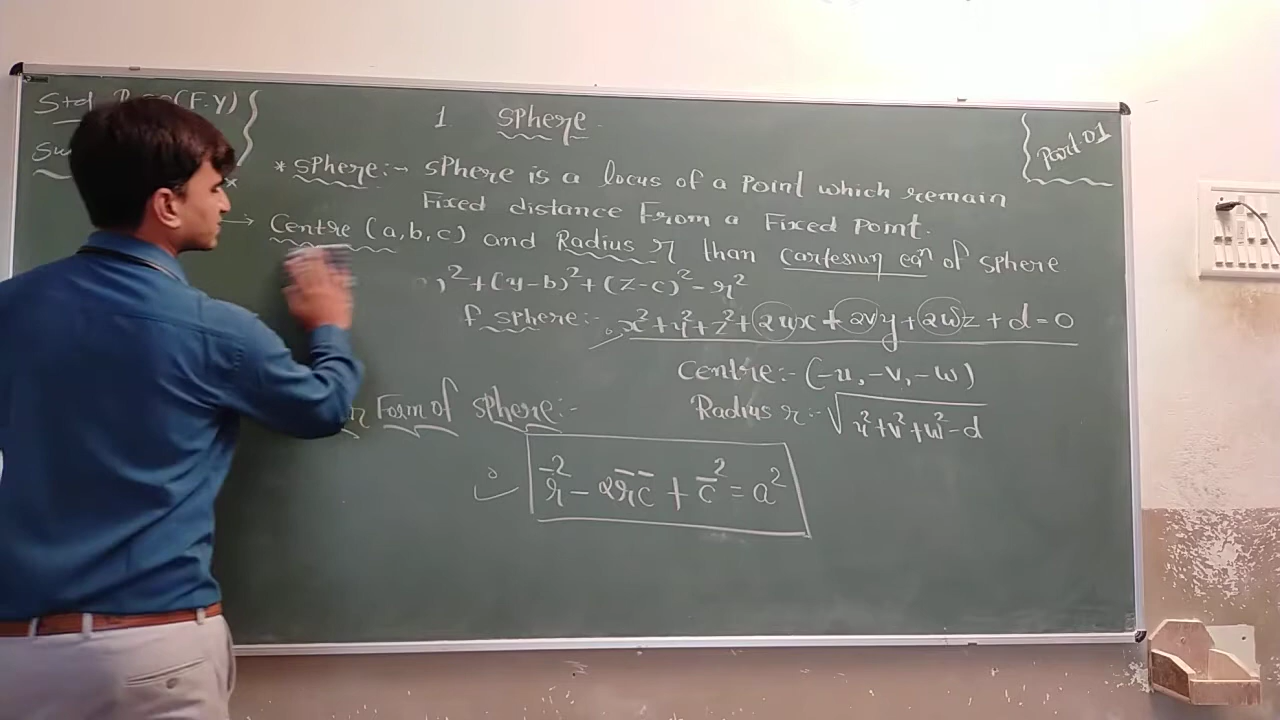 Std (F.Y)
1. Sphere
Part-01
* Sphere:- Sphere is a locus of a point which remain
Fixed distance From a Fixed point.
→ Centre (a,b,c) and Radius r than cartesian eqⁿ of sphere
)²+(y-b)²+(z-c)²=r²
f sphere:- x²+y²+z²+2ux+2vy+2wz+d=0
Centre:- (-u,-v,-w)
Form of sphere:-
Radius r:- √u²+v²+w²-d
r̄²-2r̄c̄+c̄²=a²